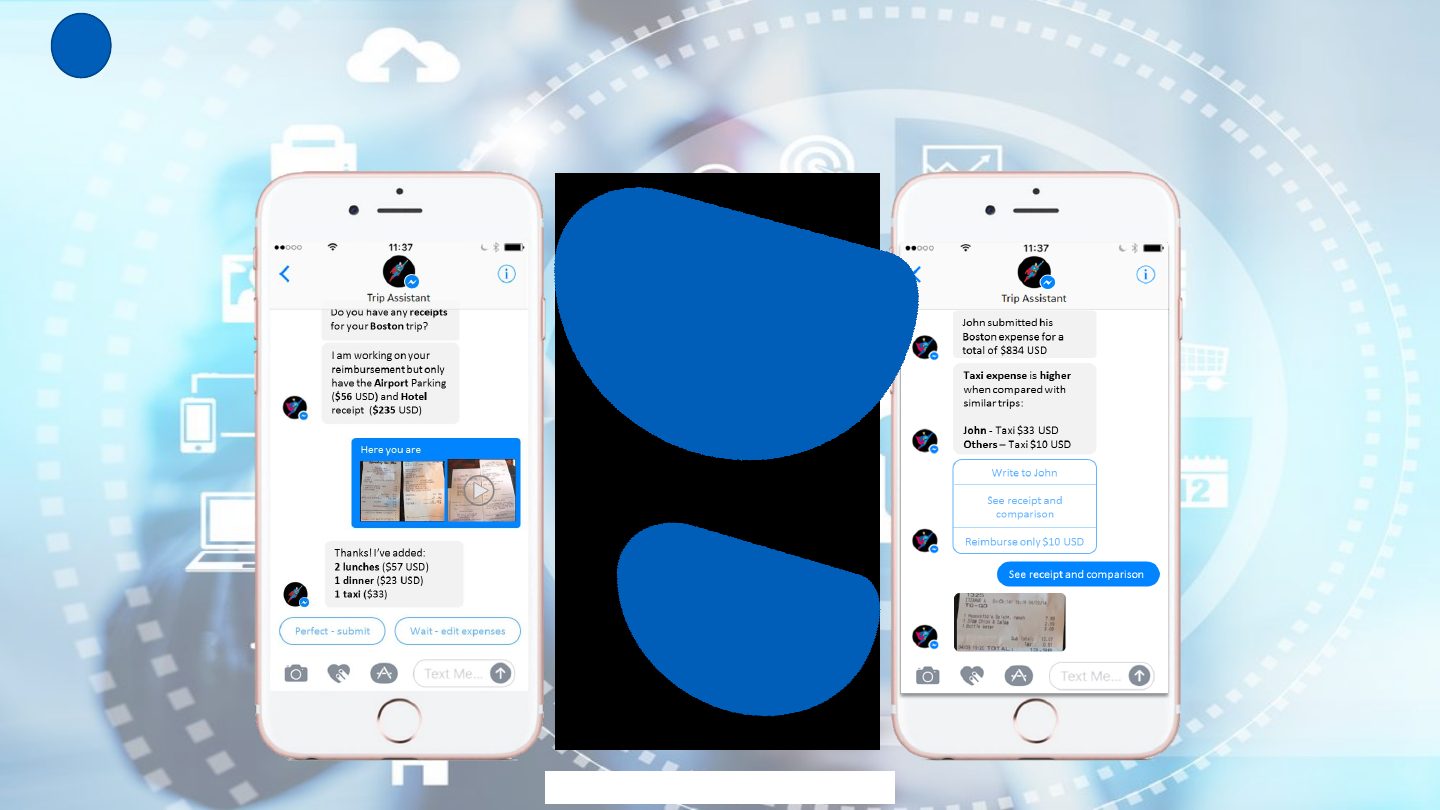 11:37
Trip Assistant
Do you have any receipts
for your Boston trip?
I am working on your
reimbursement but only
have the Airport Parking
($56 USD) and Hotel
receipt ($235 USD)
Here you are
Thanks! I've added:
2 lunches ($57 USD)
1 dinner ($23 USD)
1 taxi ($33)
Perfect - submit
Wait - edit expenses
Text Me...
11:37
Trip Assistant
John submitted his
Boston expense for a
total of $834 USD
Taxi expense is higher
when compared with
similar trips:
John - Taxi $33 USD
Others – Taxi $10 USD
Write to John
See receipt and
comparison
Reimburse only $10 USD
See receipt and comparison
TO-GO
Text Me...
12